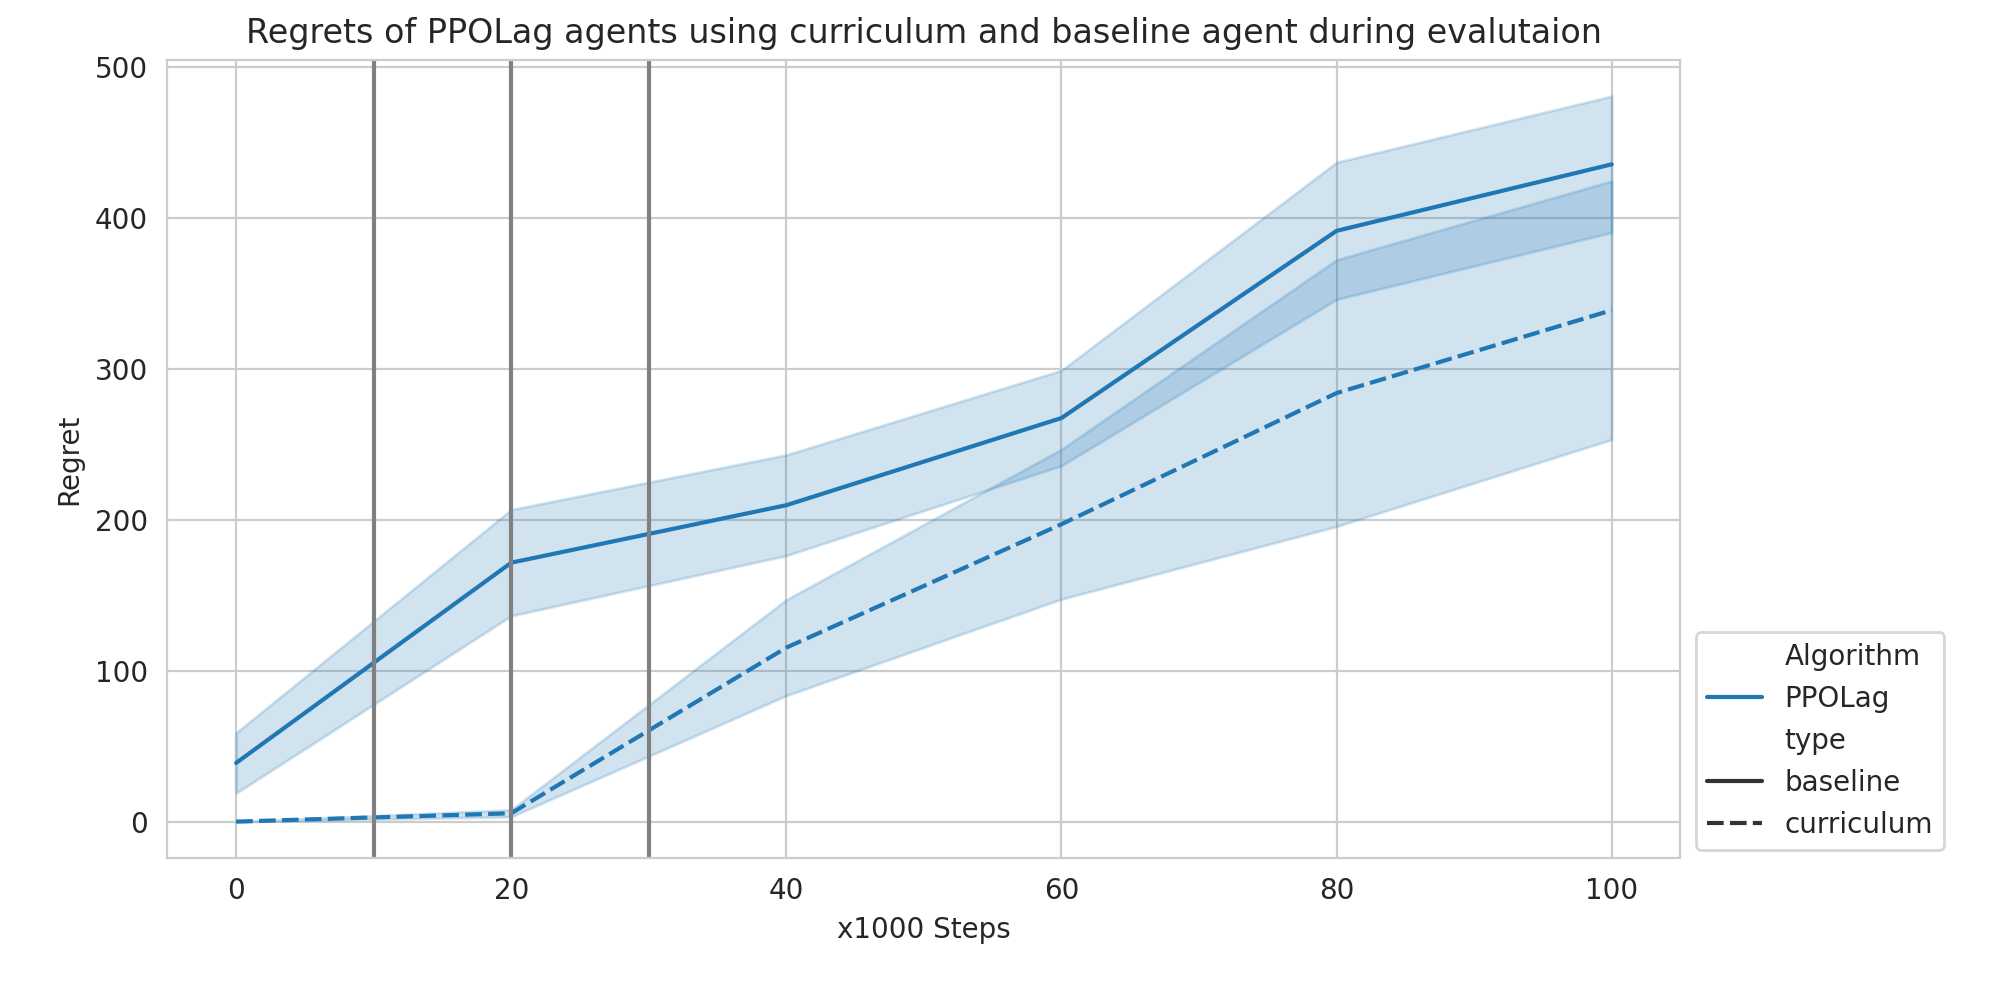 Regrets of PPOLag agents using curriculum and baseline agent during evalutaion
500
400
300
200
100
0
Regret
0 20 40 60 80 100
x1000 Steps
Algorithm
PPOLag
type
baseline
curriculum